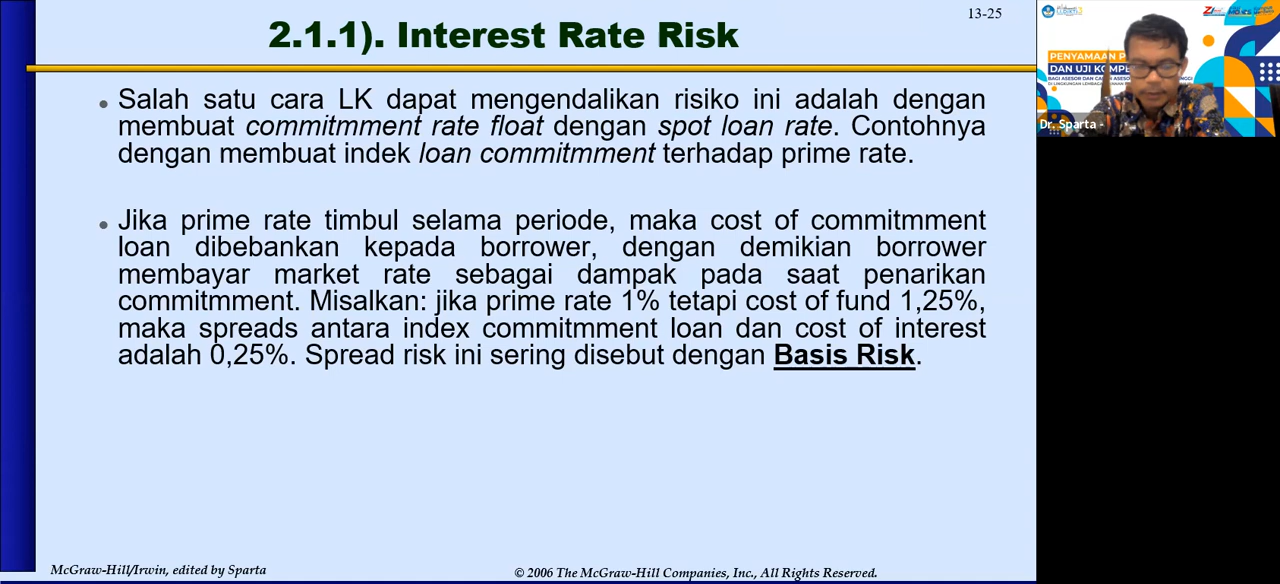 13-25
2.1.1). Interest Rate Risk
Salah satu cara LK dapat mengendalikan risiko ini adalah dengan
membuat commitmment rate float dengan spot loan rate. Contohnya
dengan membuat indek loan commitmment terhadap prime rate.
Jika prime rate timbul selama periode, maka cost of commitmment
loan dibebankan kepada borrower, dengan demikian borrower
membayar market rate sebagai dampak pada saat penarikan
commitmment. Misalkan: jika prime rate 1% tetapi cost of fund 1,25%,
maka spreads antara index commitmment loan dan cost of interest
adalah 0,25%. Spread risk ini sering disebut dengan Basis Risk.
McGraw-Hill/Irwin, edited by Sparta
© 2006 The McGraw-Hill Companies, Inc., All Rights Reserved.
PENYAMAAN
DAN UJI
BAGI ASESOR DAN
Dr. Sparta -